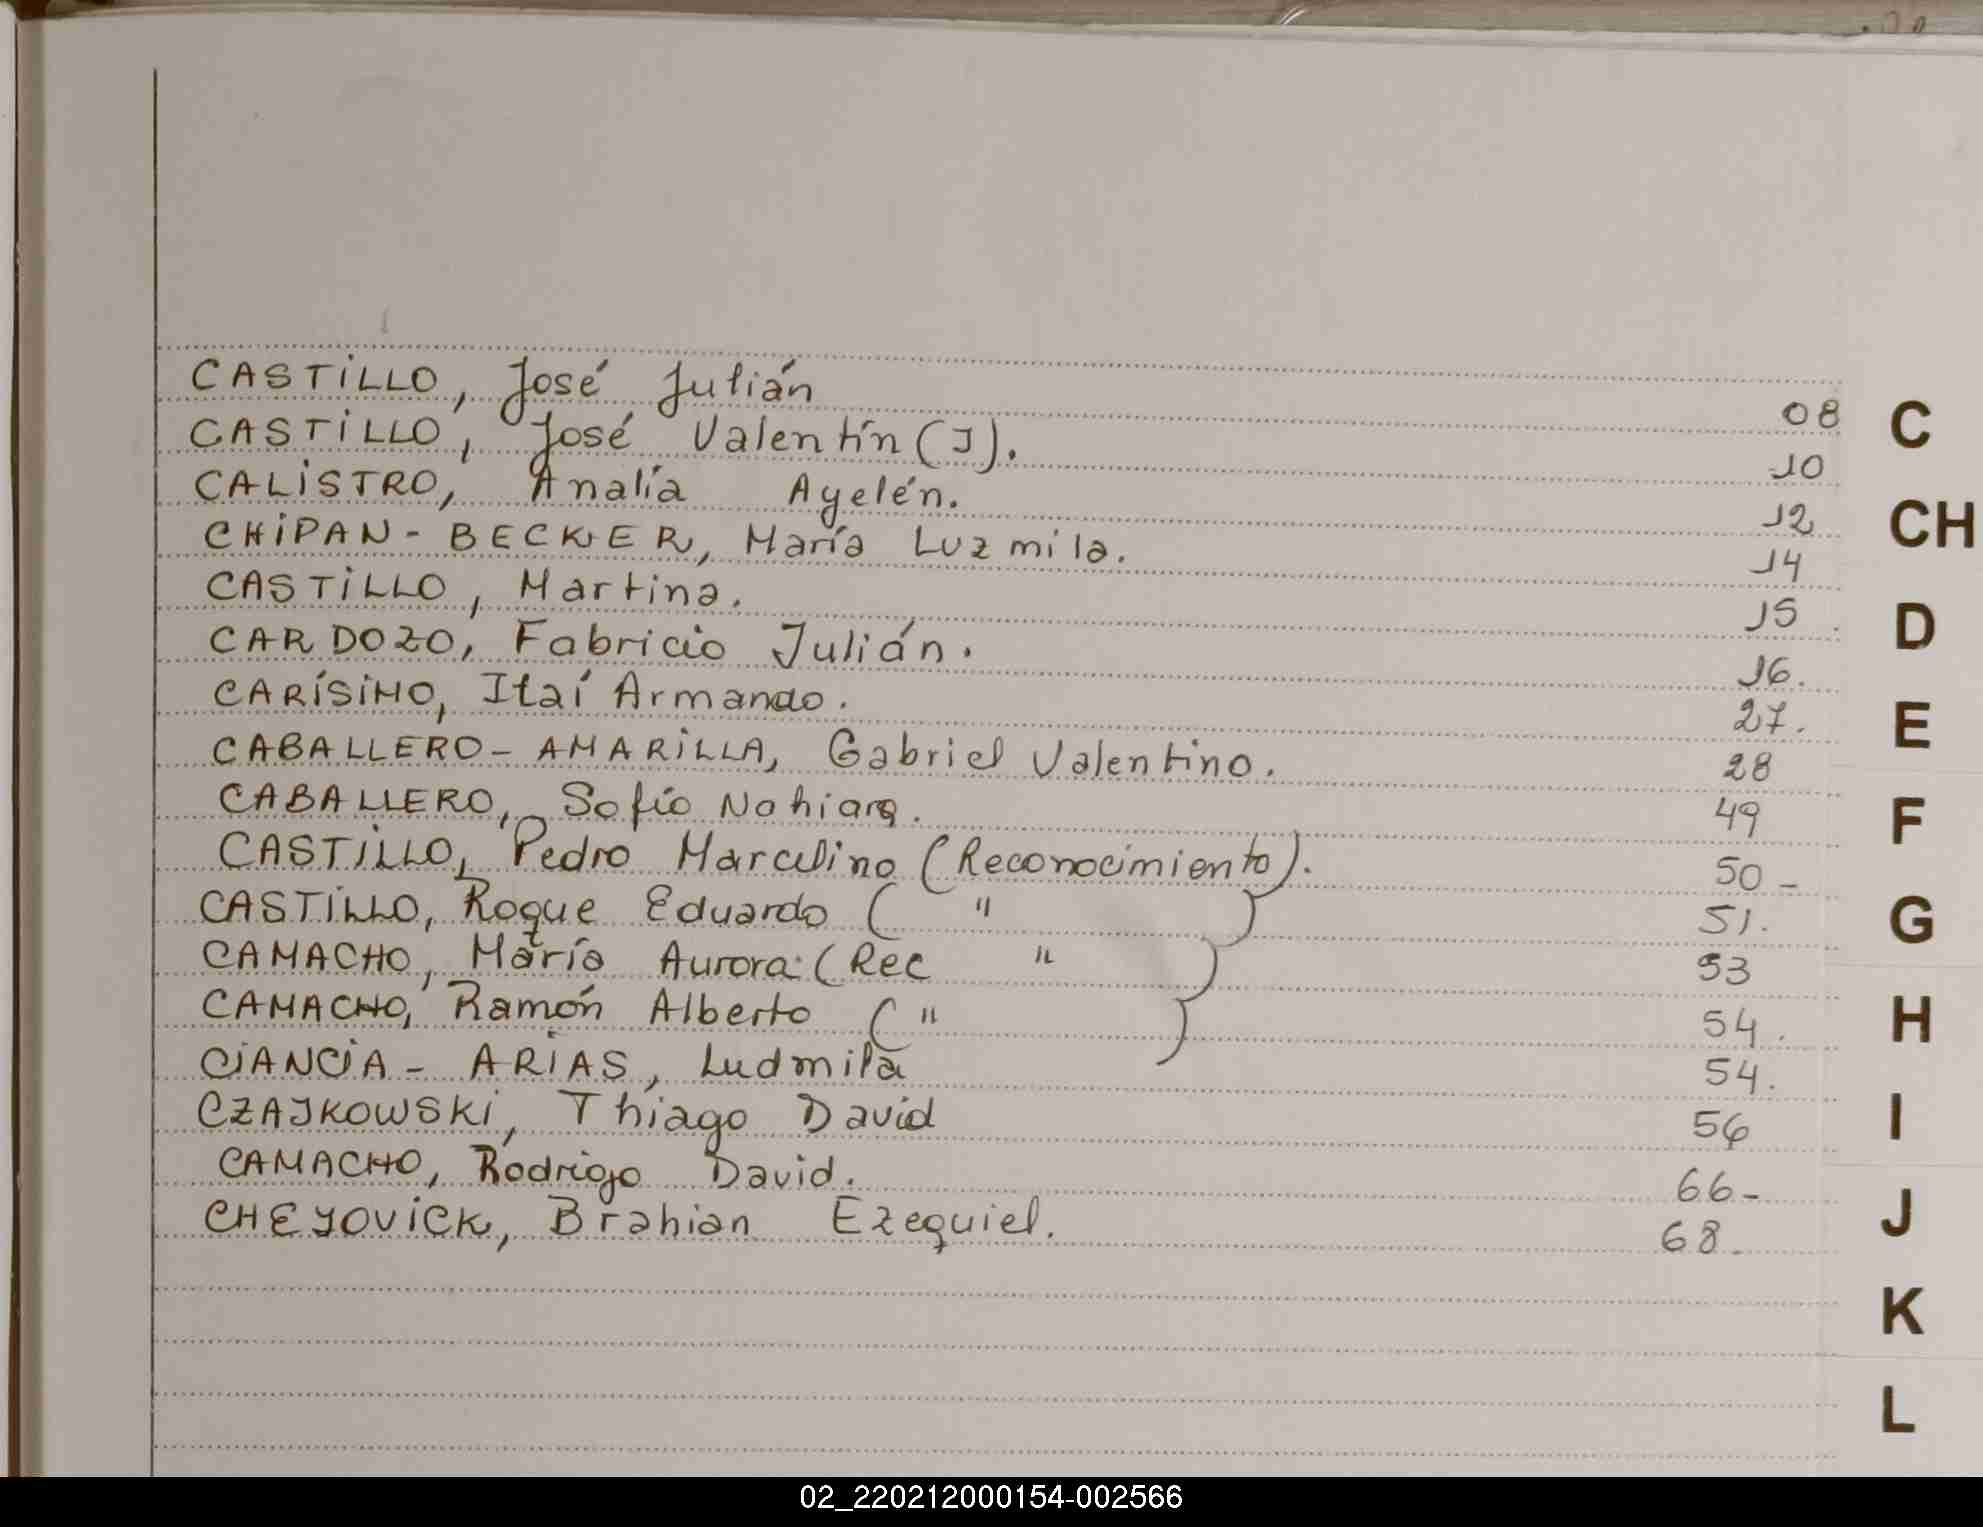 CASTiLLO, José Julián 08
CASTiLLO, José Valentín (J). 10
CALiSTRO, Analía Ayelén. 12
CHiPAN - BECKER, María Luzmila. 14
CASTiLLO, Martina. 15
CARDOZO, Fabricio Julián. 16.
CARÍSiMO, Itaí Armando. 27.
CABALLERO - AMARiLLA, Gabriel Valentino. 28
CABALLERO, Sofía Nahiara. 49
CASTiLLO, Pedro Marcelino (Reconocimiento). 50 -
CASTiLLO, Roque Eduardo ( " ) 51.
CAMACHO, María Aurora (Rec " ) 53
CAMACHO, Ramón Alberto ( " ) 54.
CiANCiA - ARiAS, Ludmila 54.
CZAJKOWSKi, Thiago David 56
CAMACHO, Rodrigo David. 66 -
CHEYOViCK, Brahian Ezequiel. 68.
C
CH
D
E
F
G
H
I
J
K
L
02_220212000154-002566